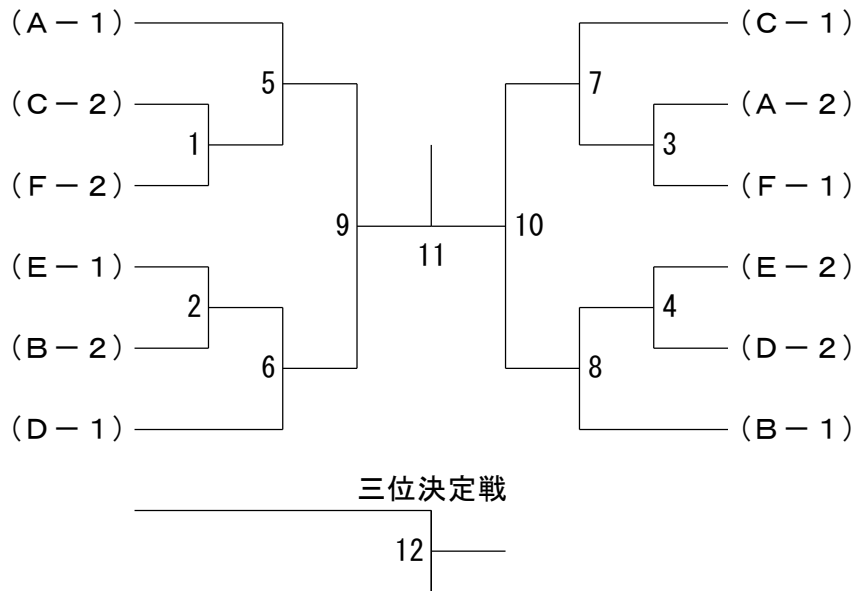 (A－1) (C－1)
5 7
(C－2) (A－2)
1 3
(F－2) (F－1)
9 10
11
(E－1) (E－2)
2 4
(B－2) (D－2)
6 8
(D－1) (B－1)
三位決定戦
12